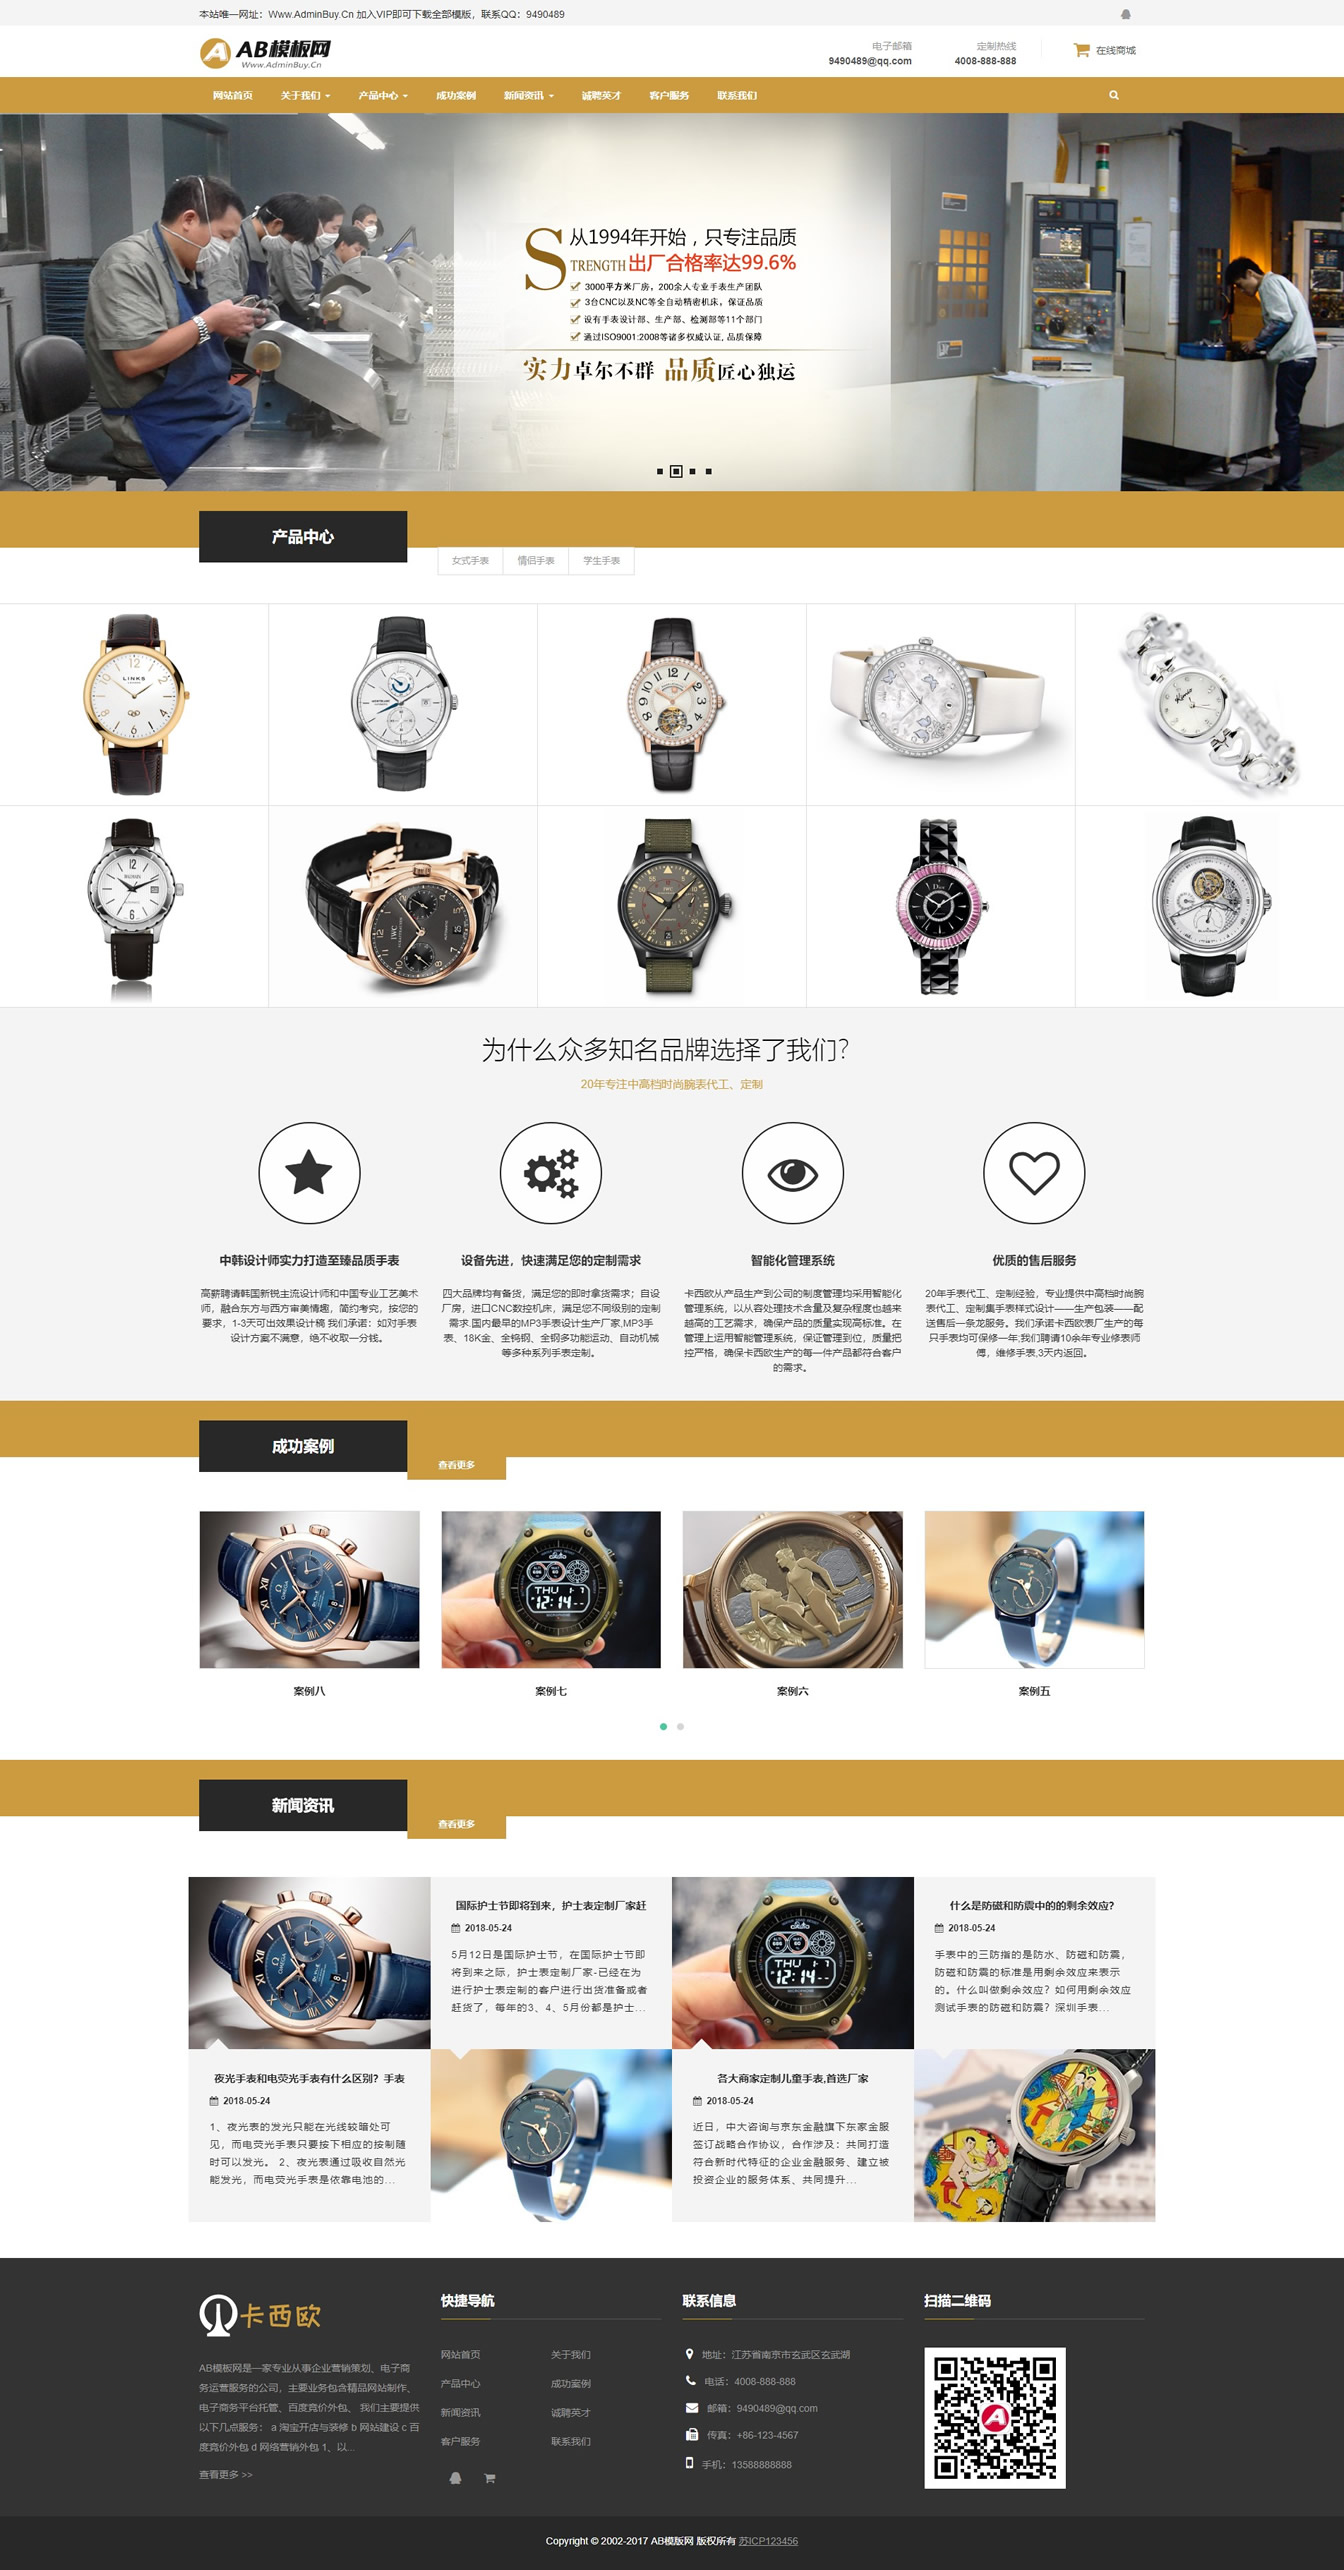 本站唯一网址：Www.AdminBuy.Cn 加入VIP即可下载全部模版，联系QQ：9490489
AB模板网
Www.AdminBuy.Cn
电子邮箱
9490489@qq.com
定制热线
4008-888-888
在线商城
网站首页 关于我们 产品中心 成功案例 新闻资讯 诚聘英才 客户服务 联系我们
从1994年开始，只专注品质
STRENGTH 出厂合格率达99.6%
3000平方米厂房，200余人专业手表生产团队
3台CNC以及NC等全自动精密机床，保证品质
设有手表设计部、生产部、检测部等11个部门
通过ISO9001:2008等诸多权威认证, 品质保障
实力卓尔不群 品质匠心独运
产品中心
女式手表 情侣手表 学生手表
LINKS
IWC
Dior
为什么众多知名品牌选择了我们？
20年专注中高档时尚腕表代工、定制
中韩设计师实力打造至臻品质手表
高薪聘请韩国新锐主流设计师和中国专业工艺美术
师，融合东方与西方审美情趣，简约考究，按您的
要求，1-3天可出效果设计稿 我们承诺：如对手表
设计方案不满意，绝不收取一分钱。
设备先进，快速满足您的定制需求
四大品牌均有备货，满足您的即时拿货需求；自设
厂房，进口CNC数控机床，满足您不同级别的定制
需求.国内最早的MP3手表设计生产厂家,MP3手
表、18K金、全钨钢、全钢多功能运动、自动机械
等多种系列手表定制。
智能化管理系统
卡西欧从产品生产到公司的制度管理均采用智能化
管理系统，以从容处理技术含量及复杂程度也越来
越高的工艺需求，确保产品的质量实现高标准。在
管理上运用智能管理系统，保证管理到位，质量把
控严格，确保卡西欧生产的每一件产品都符合客户
的需求。
优质的售后服务
20年手表代工、定制经验，专业提供中高档时尚腕
表代工、定制集手表样式设计——生产包装——配
送售后一条龙服务。我们承诺卡西欧表厂生产的每
只手表均可保修一年;我们聘请10余年专业修表师
傅，维修手表,3天内返回。
成功案例
查看更多
OMEGA
THU 1-7
12:14
BLANCPAIN
案例八
案例七
案例六
案例五
新闻资讯
查看更多
国际护士节即将到来，护士表定制厂家赶
2018-05-24
5月12日是国际护士节，在国际护士节即
将到来之际，护士表定制厂家-已经在为
进行护士表定制的客户进行出货准备或者
赶货了，每年的3、4、5月份都是护士...
什么是防磁和防震中的的剩余效应？
2018-05-24
手表中的三防指的是防水、防磁和防震，
防磁和防震的标准是用剩余效应来表示
的。什么叫做剩余效应？如何用剩余效应
测试手表的防磁和防震？深圳手表...
夜光手表和电荧光手表有什么区别？手表
2018-05-24
1、夜光表的发光只能在光线较暗处可
见，而电荧光手表只要按下相应的按制随
时可以发光。 2、夜光表通过吸收自然光
能发光，而电荧光手表是依靠电池的...
各大商家定制儿童手表,首选厂家
2018-05-24
近日，中大咨询与京东金融旗下东家金服
签订战略合作协议，合作涉及：共同打造
符合新时代特征的企业金融服务、建立被
投资企业的服务体系、共同提升...
卡西欧
AB模板网是一家专业从事企业营销策划、电子商
务运营服务的公司，主要业务包含精品网站制作、
电子商务平台托管、百度竞价外包、 我们主要提供
以下几点服务： a 淘宝开店与装修 b 网站建设 c 百
度竞价外包 d 网络营销外包 1、以...
查看更多 >>
快捷导航
网站首页 关于我们
产品中心 成功案例
新闻资讯 诚聘英才
客户服务 联系我们
联系信息
地址：江苏省南京市玄武区玄武湖
电话：4008-888-888
邮箱：9490489@qq.com
传真：+86-123-4567
手机：13588888888
扫描二维码
Copyright © 2002-2017 AB模版网 版权所有 苏ICP123456